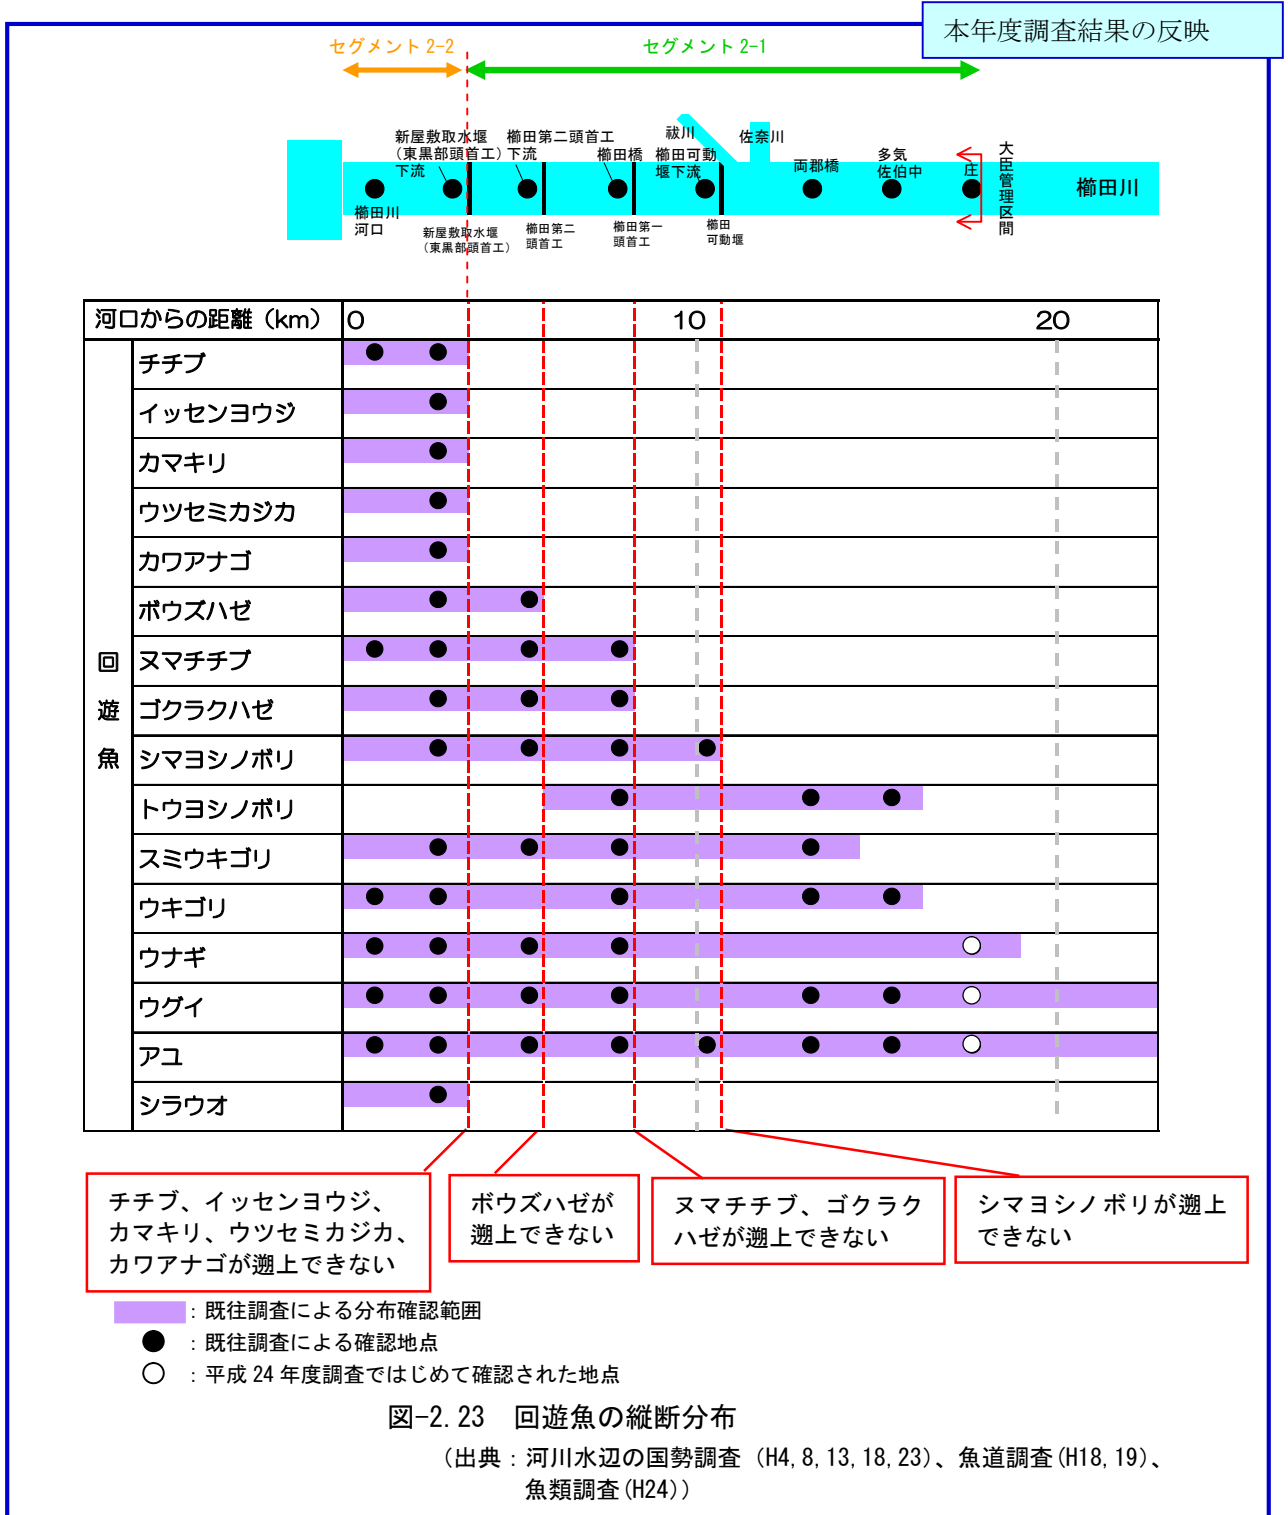 本年度調査結果の反映
セグメント 2-2
セグメント 2-1
新屋敷取水堰
(東黒部頭首工)
下流
櫛田第二頭首工
下流
櫛田橋
祓川
櫛田可動
堰下流
佐奈川
両郡橋
多気
佐伯中
庄
大臣管理区間
櫛田川
櫛田川
河口
新屋敷取水堰
(東黒部頭首工)
櫛田第二
頭首工
櫛田第一
頭首工
櫛田
可動堰
河口からの距離(km)
0
10
20
回遊魚
チチブ
イッセンヨウジ
カマキリ
ウツセミカジカ
カワアナゴ
ボウズハゼ
ヌマチチブ
ゴクラクハゼ
シマヨシノボリ
トウヨシノボリ
スミウキゴリ
ウキゴリ
ウナギ
ウグイ
アユ
シラウオ
チチブ、イッセンヨウジ、
カマキリ、ウツセミカジカ、
カワアナゴが遡上できない
ボウズハゼが
遡上できない
ヌマチチブ、ゴクラク
ハゼが遡上できない
シマヨシノボリが遡上
できない
：既往調査による分布確認範囲
：既往調査による確認地点
：平成 24 年度調査ではじめて確認された地点
図-2.23　回遊魚の縦断分布
(出典：河川水辺の国勢調査 (H4,8,13,18,23)、魚道調査(H18,19)、
魚類調査(H24))